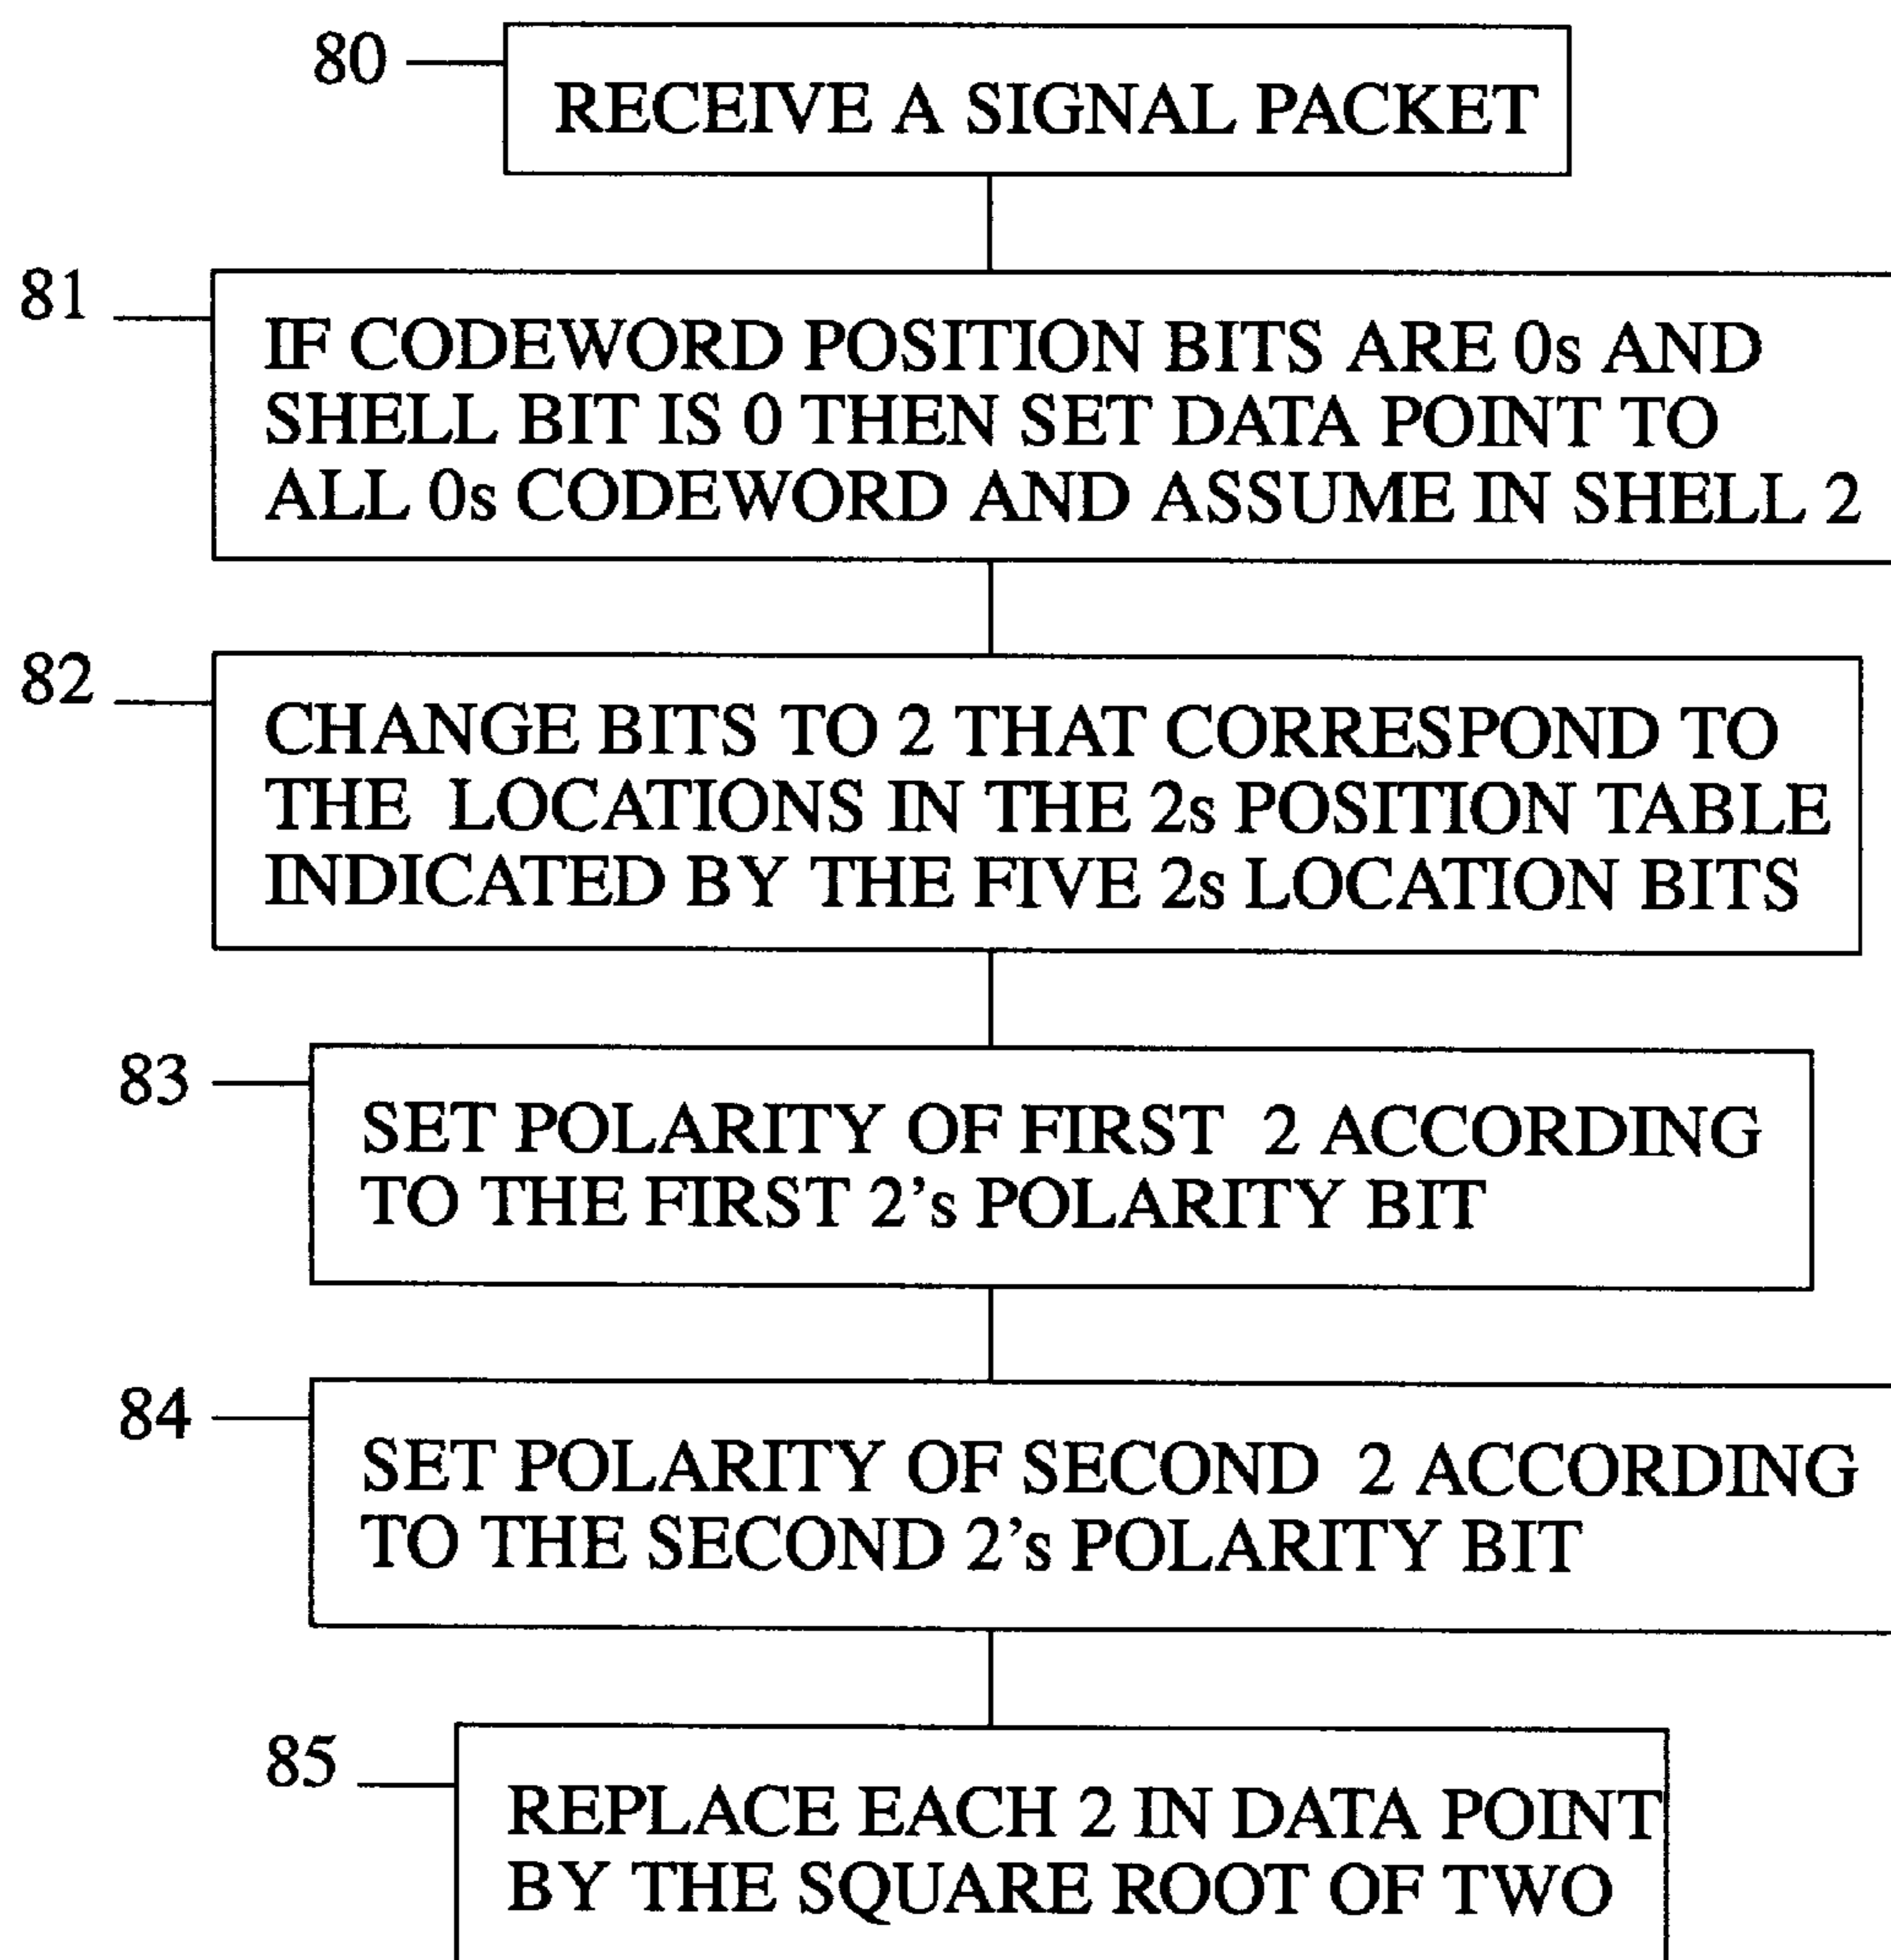 80
RECEIVE A SIGNAL PACKET
81
IF CODEWORD POSITION BITS ARE 0s AND
SHELL BIT IS 0 THEN SET DATA POINT TO
ALL 0s CODEWORD AND ASSUME IN SHELL 2
82
CHANGE BITS TO 2 THAT CORRESPOND TO
THE LOCATIONS IN THE 2s POSITION TABLE
INDICATED BY THE FIVE 2s LOCATION BITS
83
SET POLARITY OF FIRST 2 ACCORDING
TO THE FIRST 2's POLARITY BIT
84
SET POLARITY OF SECOND 2 ACCORDING
TO THE SECOND 2's POLARITY BIT
85
REPLACE EACH 2 IN DATA POINT
BY THE SQUARE ROOT OF TWO